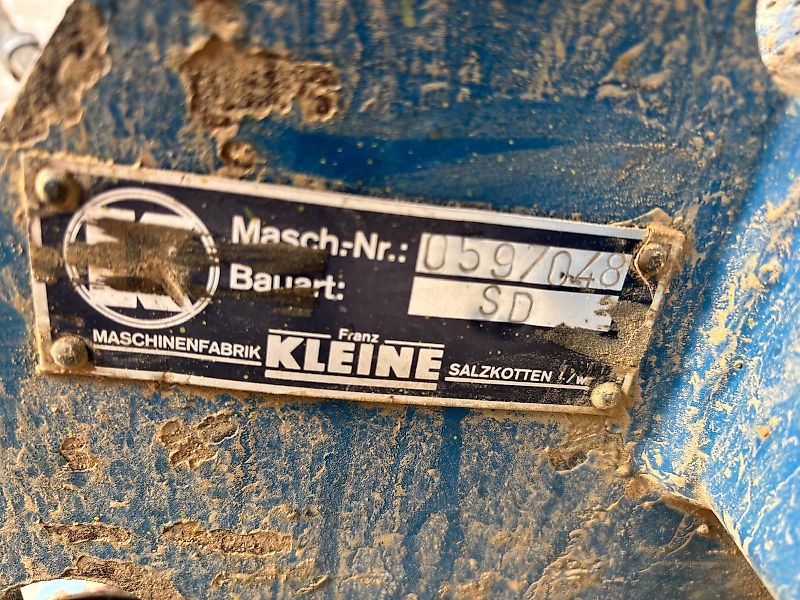 Masch.-Nr.: 0597048
Bauart: SD
MASCHINENFABRIK Franz KLEINE SALZKOTTEN i/w